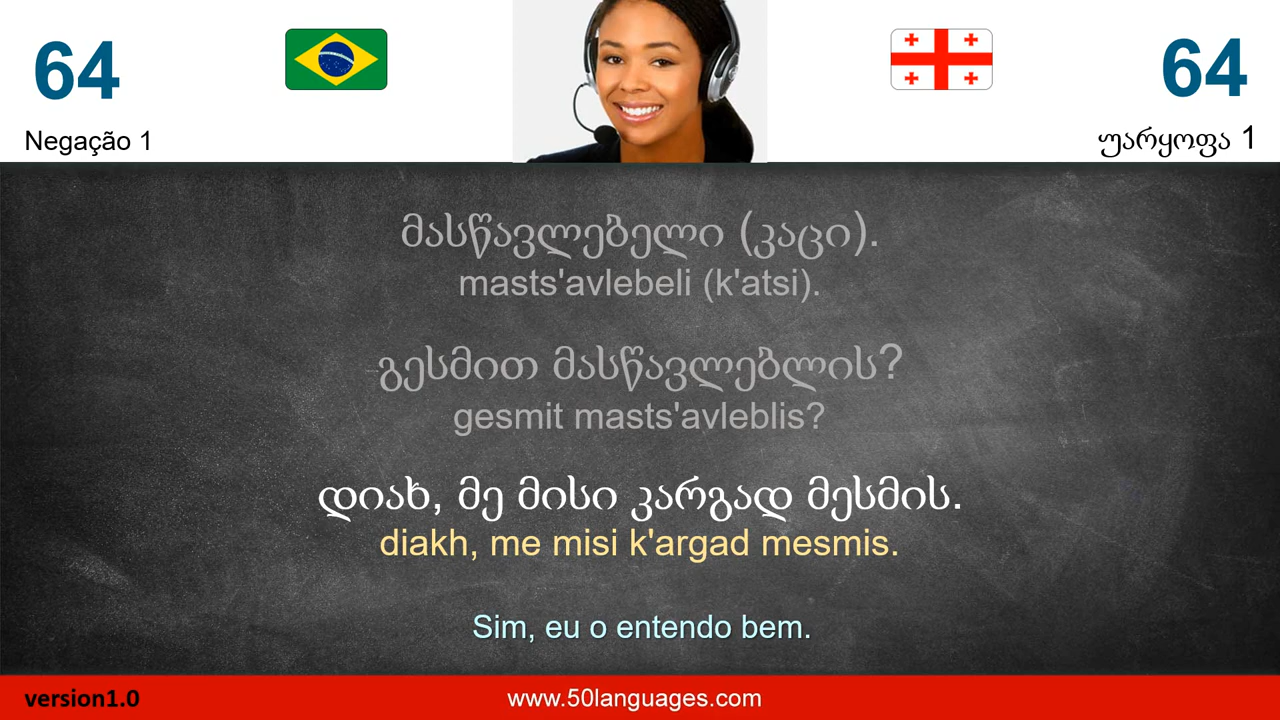 64
64
Negação 1
უარყოფა 1
მასწავლებელი (კაცი).
masts'avlebeli (k'atsi).
გესმით მასწავლებლის?
gesmit masts'avleblis?
დიახ, მე მისი კარგად მესმის.
diakh, me misi k'argad mesmis.
Sim, eu o entendo bem.
version1.0
www.50languages.com